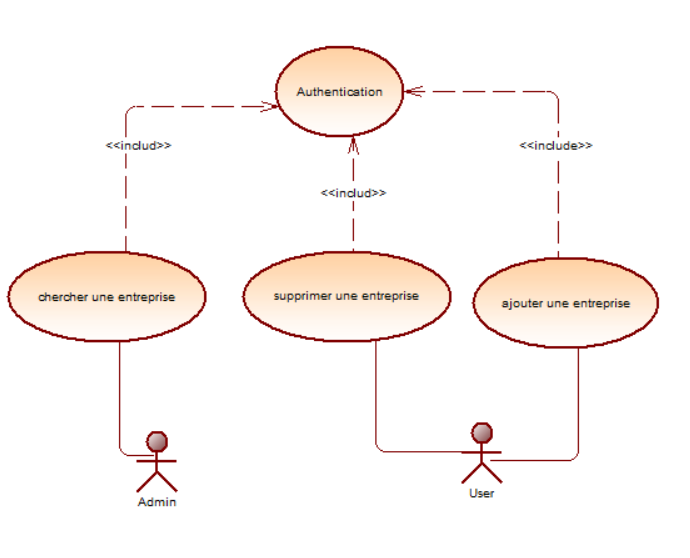 Authentication
<<includ>>
<<include>>
<<includ>>
chercher une entreprise
supprimer une entreprise
ajouter une entreprise
Admin
User